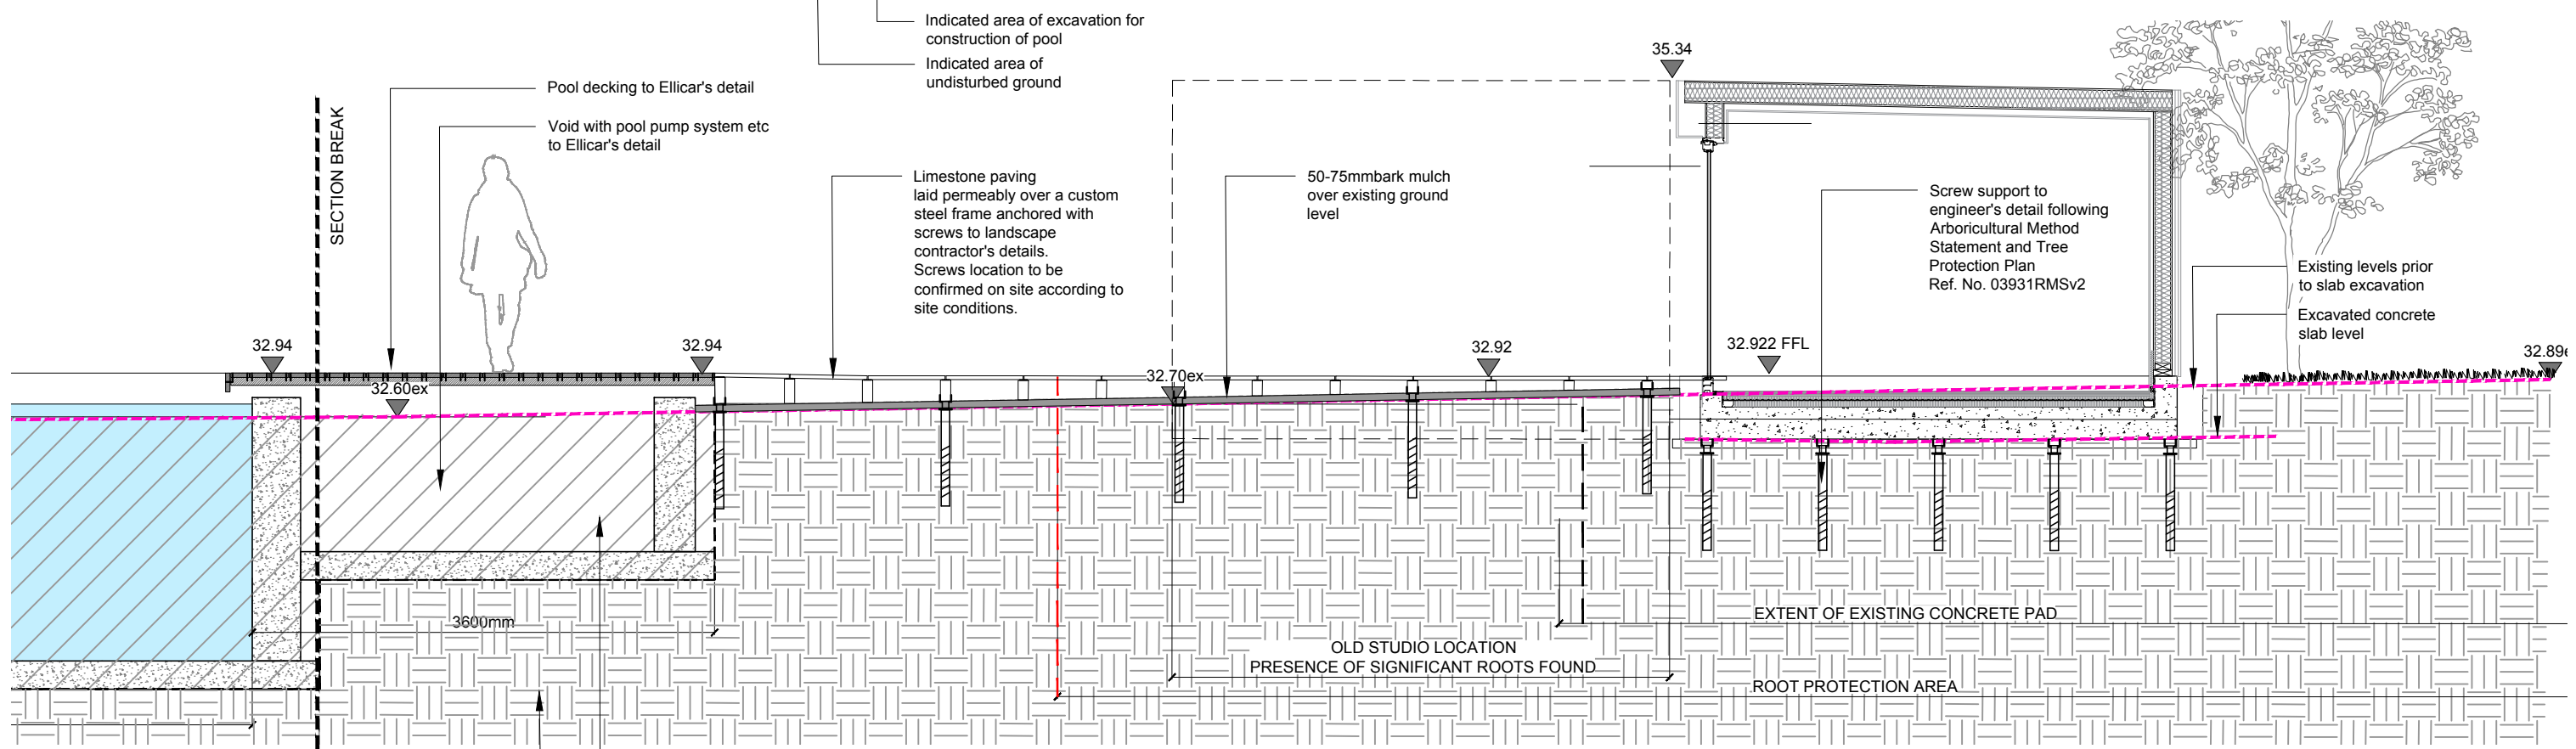 Indicated area of excavation for
construction of pool
Indicated area of
undisturbed ground
35.34
Pool decking to Ellicar's detail
Void with pool pump system etc
to Ellicar's detail
SECTION BREAK
Limestone paving
laid permeably over a custom
steel frame anchored with
screws to landscape
contractor's details.
Screws location to be
confirmed on site according to
site conditions.
50-75mmbark mulch
over existing ground
level
Screw support to
engineer's detail following
Arboricultural Method
Statement and Tree
Protection Plan
Ref. No. 03931RMSv2
Existing levels prior
to slab excavation
Excavated concrete
slab level
32.94
32.94
32.92
32.922 FFL
32.89e
32.60ex
32.70ex
3600mm
EXTENT OF EXISTING CONCRETE PAD
OLD STUDIO LOCATION
PRESENCE OF SIGNIFICANT ROOTS FOUND
ROOT PROTECTION AREA